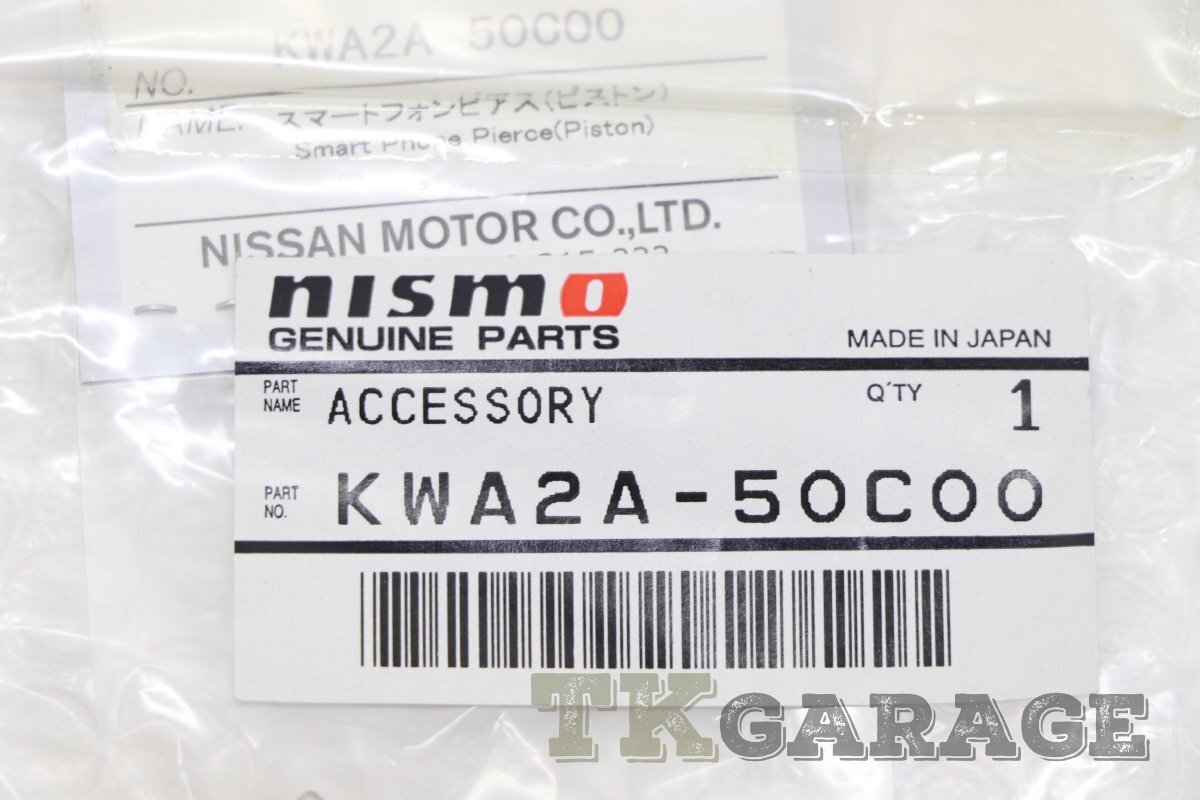 KWA2A 50C00
NO.
NAME. スマートフォンピアス(ピストン)
Smart Phone Pierce(Piston)
NISSAN MOTOR CO.,LTD.
nismo
GENUINE PARTS
MADE IN JAPAN
PART NAME ACCESSORY Q'TY 1
PART NO. KWA2A-50C00
TKGARAGE